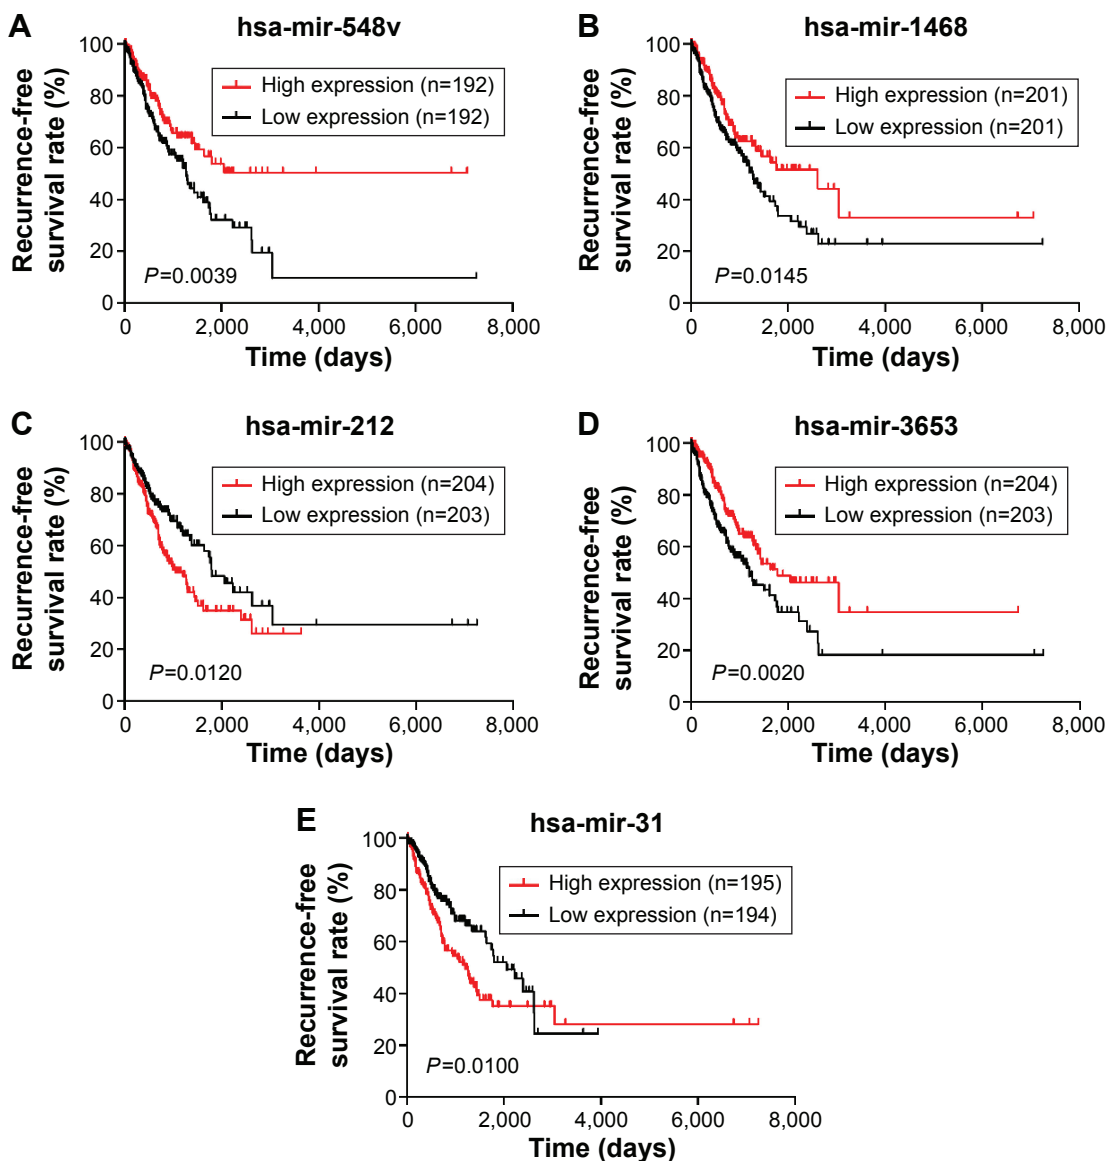 A
hsa-mir-548v
Recurrence-free
survival rate (%)
100
80
60
40
20
0
High expression (n=192)
Low expression (n=192)
P=0.0039
0
2,000
4,000
6,000
8,000
Time (days)
B
hsa-mir-1468
Recurrence-free
survival rate (%)
100
80
60
40
20
0
High expression (n=201)
Low expression (n=201)
P=0.0145
0
2,000
4,000
6,000
8,000
Time (days)
C
hsa-mir-212
Recurrence-free
survival rate (%)
100
80
60
40
20
0
High expression (n=204)
Low expression (n=203)
P=0.0120
0
2,000
4,000
6,000
8,000
Time (days)
D
hsa-mir-3653
Recurrence-free
survival rate (%)
100
80
60
40
20
0
High expression (n=204)
Low expression (n=203)
P=0.0020
0
2,000
4,000
6,000
8,000
Time (days)
E
hsa-mir-31
Recurrence-free
survival rate (%)
100
80
60
40
20
0
High expression (n=195)
Low expression (n=194)
P=0.0100
0
2,000
4,000
6,000
8,000
Time (days)